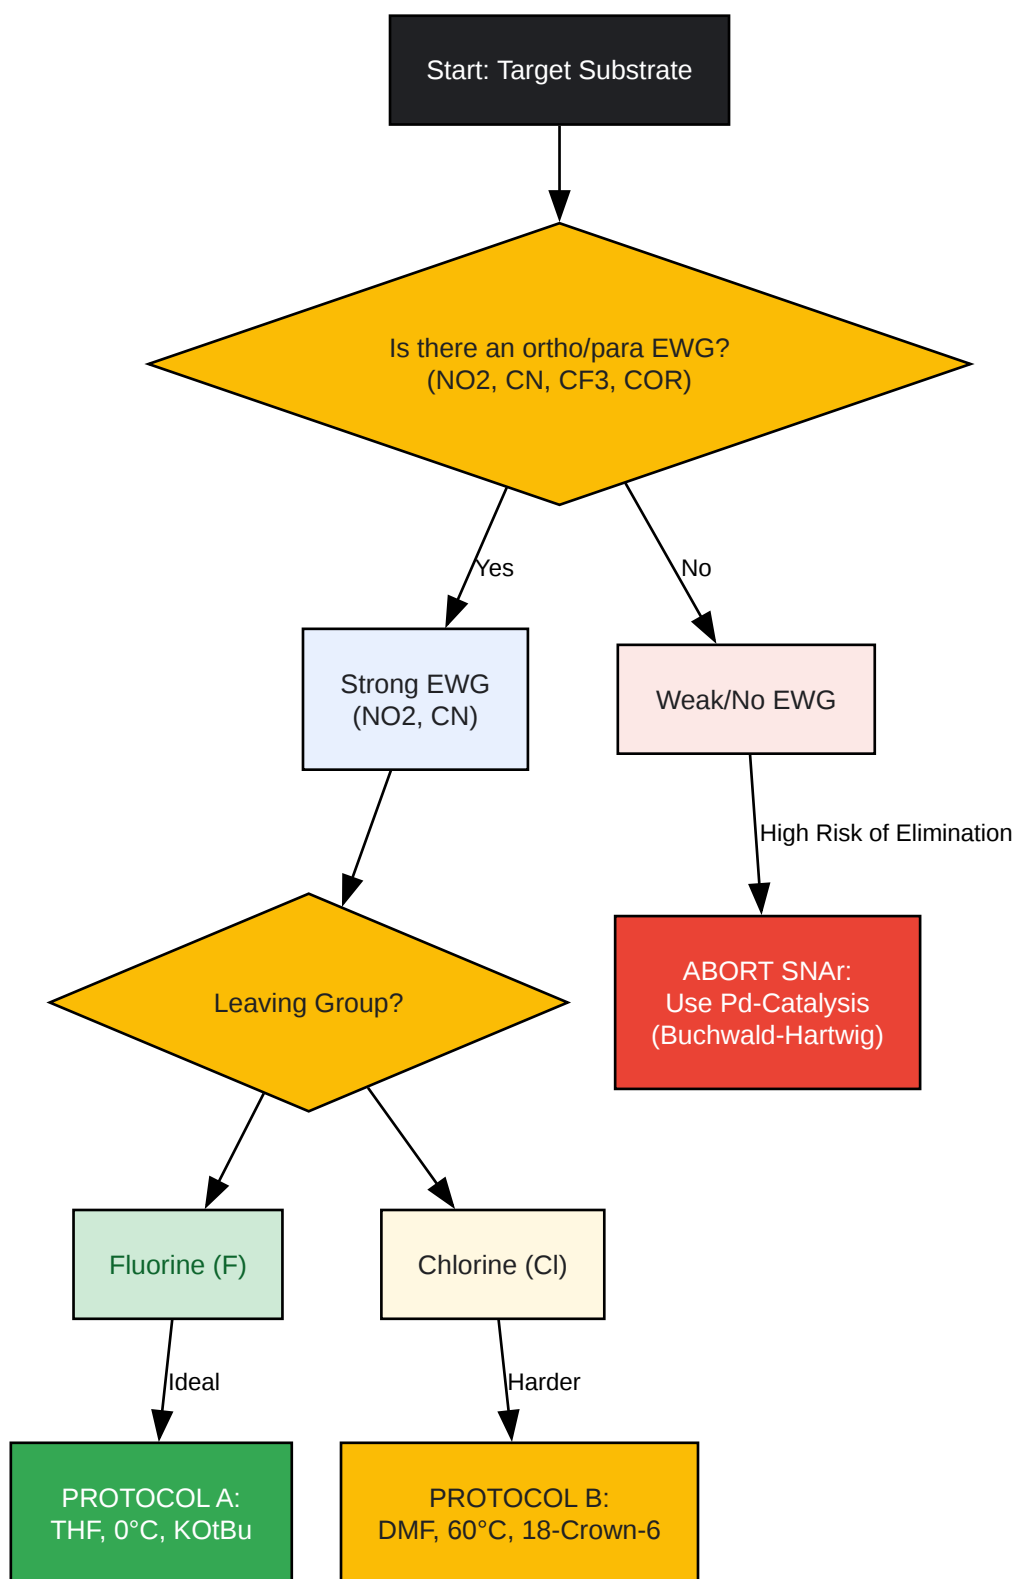 Start: Target Substrate
Is there an ortho/para EWG?
(NO2, CN, CF3, COR)
Yes
No
Strong EWG
(NO2, CN)
Weak/No EWG
High Risk of Elimination
Leaving Group?
ABORT SNAr:
Use Pd-Catalysis
(Buchwald-Hartwig)
Fluorine (F)
Chlorine (Cl)
Ideal
Harder
PROTOCOL A:
THF, 0°C, KOtBu
PROTOCOL B:
DMF, 60°C, 18-Crown-6